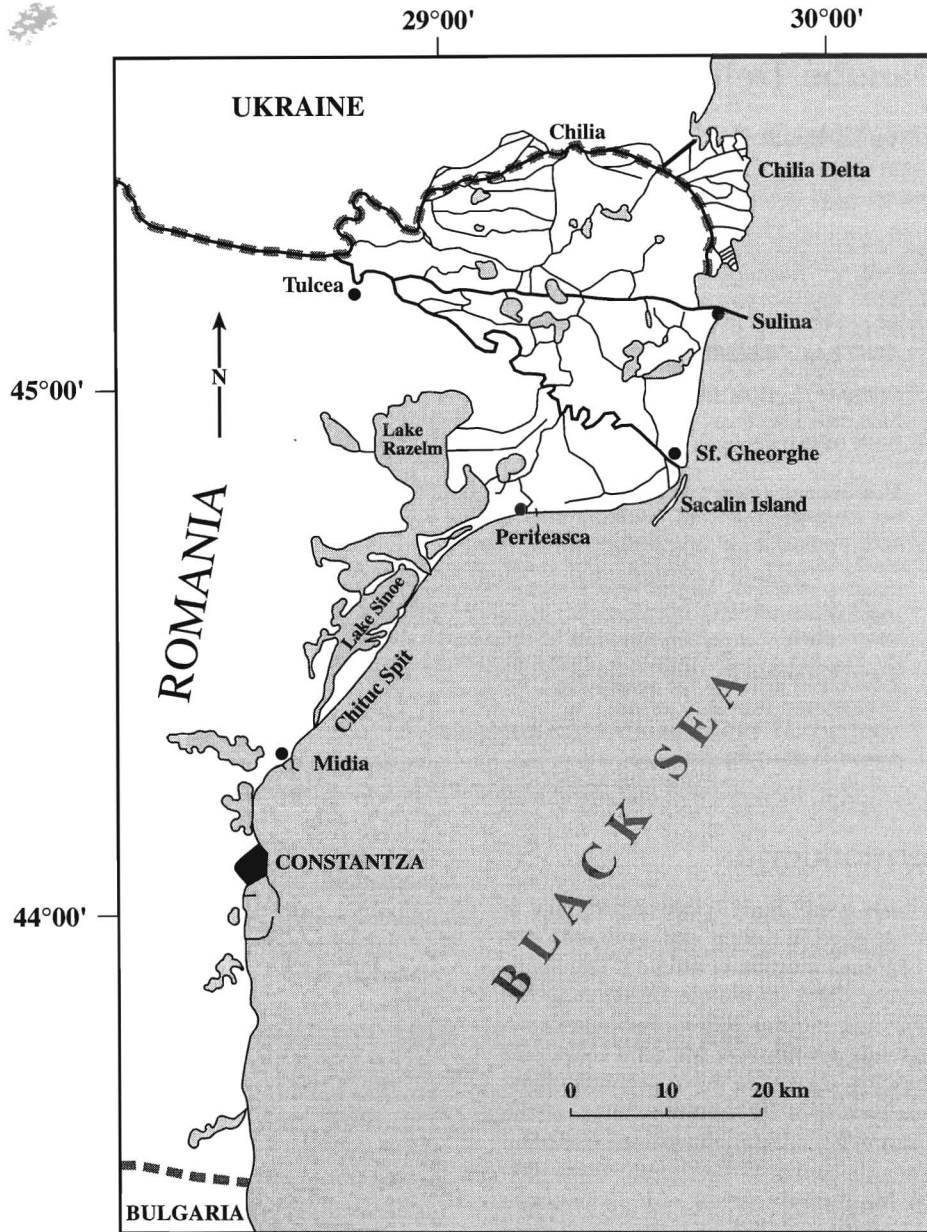 29°00'
30°00'
UKRAINE
Chilia
Chilia Delta
Tulcea
Sulina
N
45°00'
Lake
Razelm
Sf. Gheorghe
Sacalin Island
Periteasca
ROMANIA
Lake Sinoe
Chituc Spit
BLACK SEA
Midia
CONSTANTZA
44°00'
0 10 20 km
BULGARIA